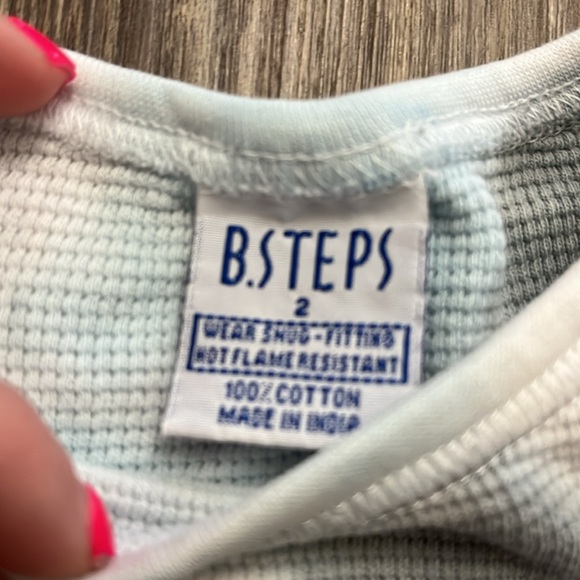 B.STEPS
2
WEAR SNUG-FITTING
NOT FLAME RESISTANT
100% COTTON
MADE IN INDIA